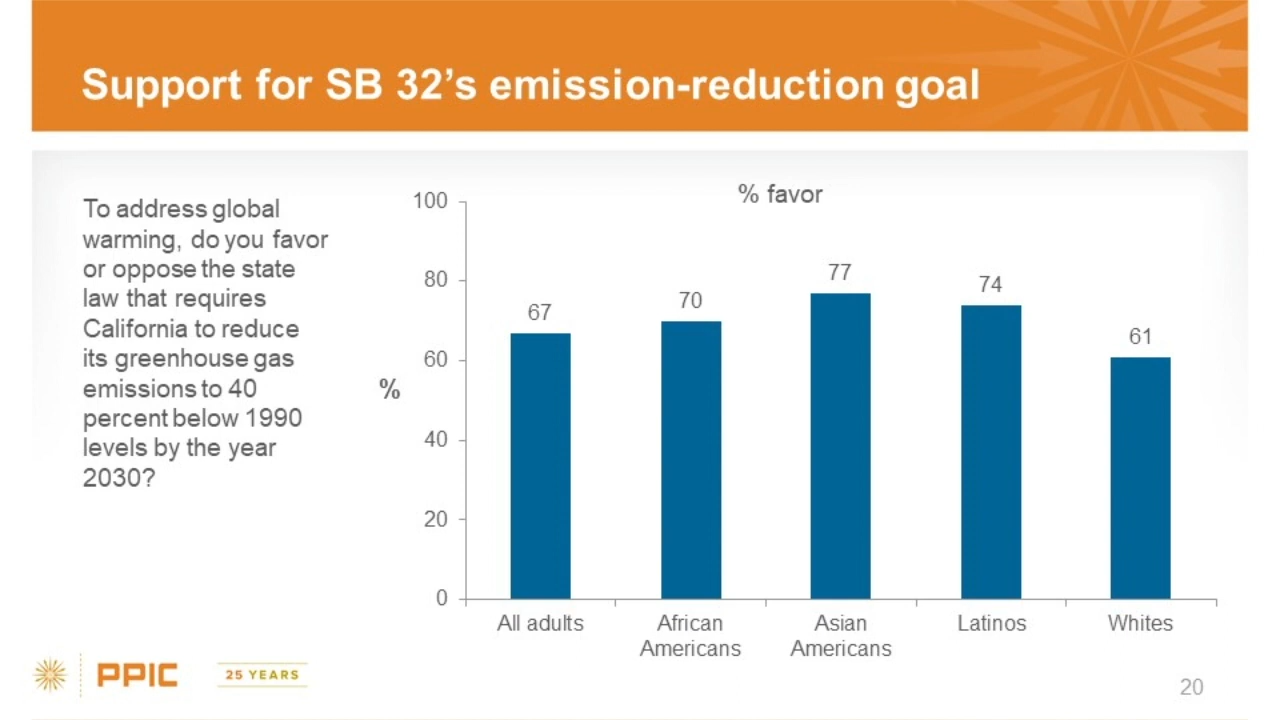 Support for SB 32’s emission-reduction goal
To address global
warming, do you favor
or oppose the state
law that requires
California to reduce
its greenhouse gas
emissions to 40
percent below 1990
levels by the year
2030?
% favor
%
100
80
60
40
20
0
67
70
77
74
61
All adults
African
Americans
Asian
Americans
Latinos
Whites
PPIC
25 YEARS
20